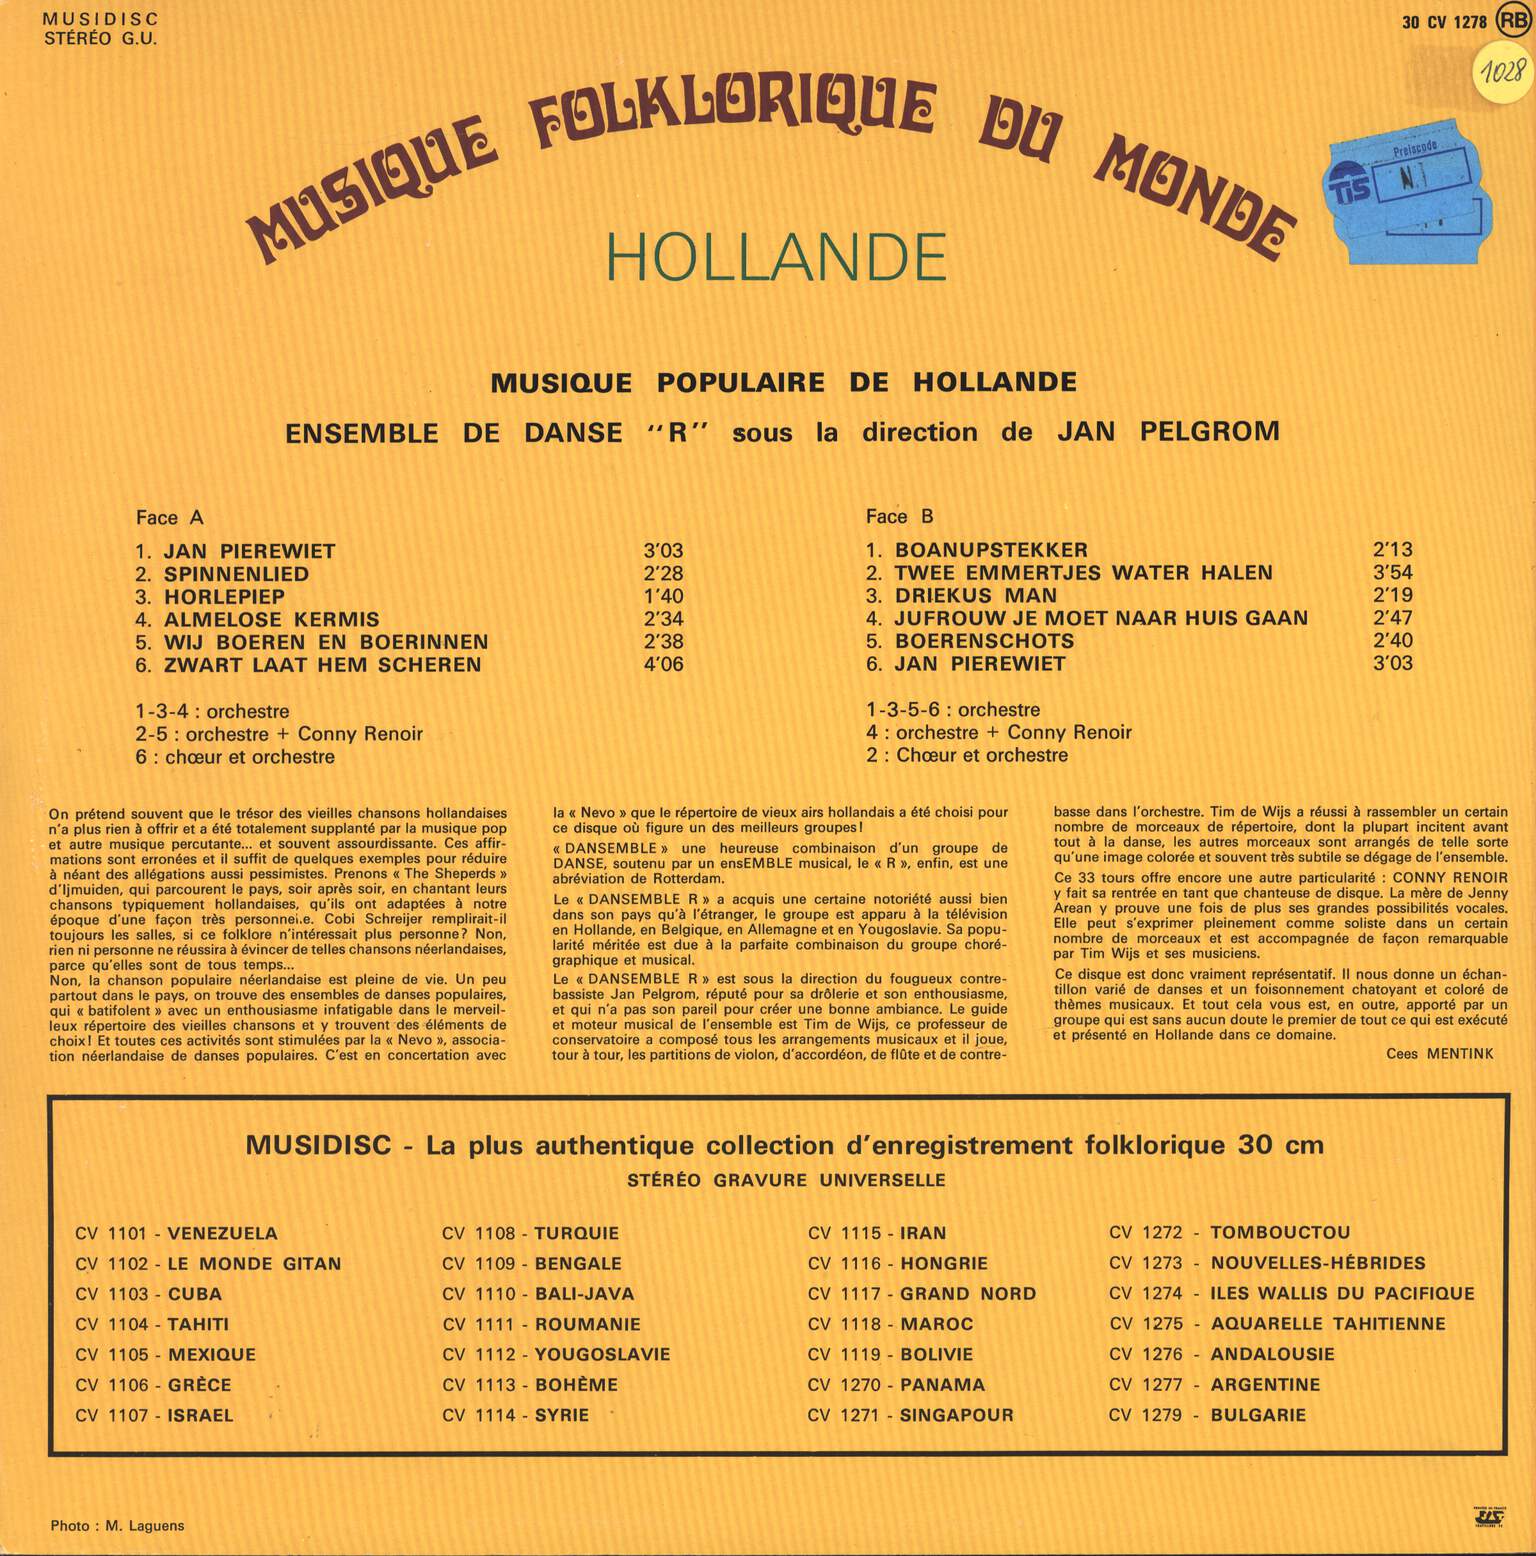 MUSIDISC
STÉRÉO G.U.
30 CV 1278 RB
1028
MUSIQUE FOLKLORIQUE DU MONDE
Preiscode
TIS
HOLLANDE
MUSIQUE POPULAIRE DE HOLLANDE
ENSEMBLE DE DANSE "R" sous la direction de JAN PELGROM
Face A
1. JAN PIEREWIET 3'03
2. SPINNENLIED 2'28
3. HORLEPIEP 1'40
4. ALMELOSE KERMIS 2'34
5. WIJ BOEREN EN BOERINNEN 2'38
6. ZWART LAAT HEM SCHEREN 4'06
1-3-4 : orchestre
2-5 : orchestre + Conny Renoir
6 : chœur et orchestre
Face B
1. BOANUPSTEKKER 2'13
2. TWEE EMMERTJES WATER HALEN 3'54
3. DRIEKUS MAN 2'19
4. JUFROUW JE MOET NAAR HUIS GAAN 2'47
5. BOERENSCHOTS 2'40
6. JAN PIEREWIET 3'03
1-3-5-6 : orchestre
4 : orchestre + Conny Renoir
2 : Chœur et orchestre
On prétend souvent que le trésor des vieilles chansons hollandaises
n'a plus rien à offrir et a été totalement supplanté par la musique pop
et autre musique percutante... et souvent assourdissante. Ces affir-
mations sont erronées et il suffit de quelques exemples pour réduire
à néant des allégations aussi pessimistes. Prenons « The Sheperds »
d'Ijmuiden, qui parcourent le pays, soir après soir, en chantant leurs
chansons typiquement hollandaises, qu'ils ont adaptées à notre
époque d'une façon très personnei.e. Cobi Schreijer remplirait-il
toujours les salles, si ce folklore n'intéressait plus personne? Non,
rien ni personne ne réussira à évincer de telles chansons néerlandaises,
parce qu'elles sont de tous temps...
Non, la chanson populaire néerlandaise est pleine de vie. Un peu
partout dans le pays, on trouve des ensembles de danses populaires,
qui « batifolent » avec un enthousiasme infatigable dans le merveil-
leux répertoire des vieilles chansons et y trouvent des éléments de
choix! Et toutes ces activités sont stimulées par la « Nevo », associa-
tion néerlandaise de danses populaires. C'est en concertation avec
la « Nevo » que le répertoire de vieux airs hollandais a été choisi pour
ce disque où figure un des meilleurs groupes!
« DANSEMBLE » une heureuse combinaison d'un groupe de
DANSE, soutenu par un ensEMBLE musical, le « R », enfin, est une
abréviation de Rotterdam.
Le « DANSEMBLE R » a acquis une certaine notoriété aussi bien
dans son pays qu'à l'étranger, le groupe est apparu à la télévision
en Hollande, en Belgique, en Allemagne et en Yougoslavie. Sa popu-
larité méritée est due à la parfaite combinaison du groupe choré-
graphique et musical.
Le « DANSEMBLE R » est sous la direction du fougueux contre-
bassiste Jan Pelgrom, réputé pour sa drôlerie et son enthousiasme,
et qui n'a pas son pareil pour créer une bonne ambiance. Le guide
et moteur musical de l'ensemble est Tim de Wijs, ce professeur de
conservatoire a composé tous les arrangements musicaux et il joue,
tour à tour, les partitions de violon, d'accordéon, de flûte et de contre-
basse dans l'orchestre. Tim de Wijs a réussi à rassembler un certain
nombre de morceaux de répertoire, dont la plupart incitent avant
tout à la danse, les autres morceaux sont arrangés de telle sorte
qu'une image colorée et souvent très subtile se dégage de l'ensemble.
Ce 33 tours offre encore une autre particularité : CONNY RENOIR
y fait sa rentrée en tant que chanteuse de disque. La mère de Jenny
Arean y prouve une fois de plus ses grandes possibilités vocales.
Elle peut s'exprimer pleinement comme soliste dans un certain
nombre de morceaux et est accompagnée de façon remarquable
par Tim Wijs et ses musiciens.
Ce disque est donc vraiment représentatif. Il nous donne un échan-
tillon varié de danses et un foisonnement chatoyant et coloré de
thèmes musicaux. Et tout cela vous est, en outre, apporté par un
groupe qui est sans aucun doute le premier de tout ce qui est exécuté
et présenté en Hollande dans ce domaine.
Cees MENTINK
MUSIDISC - La plus authentique collection d'enregistrement folklorique 30 cm
STÉRÉO GRAVURE UNIVERSELLE
CV 1101 - VENEZUELA
CV 1102 - LE MONDE GITAN
CV 1103 - CUBA
CV 1104 - TAHITI
CV 1105 - MEXIQUE
CV 1106 - GRÈCE
CV 1107 - ISRAEL
CV 1108 - TURQUIE
CV 1109 - BENGALE
CV 1110 - BALI-JAVA
CV 1111 - ROUMANIE
CV 1112 - YOUGOSLAVIE
CV 1113 - BOHÈME
CV 1114 - SYRIE
CV 1115 - IRAN
CV 1116 - HONGRIE
CV 1117 - GRAND NORD
CV 1118 - MAROC
CV 1119 - BOLIVIE
CV 1270 - PANAMA
CV 1271 - SINGAPOUR
CV 1272 - TOMBOUCTOU
CV 1273 - NOUVELLES-HÉBRIDES
CV 1274 - ILES WALLIS DU PACIFIQUE
CV 1275 - AQUARELLE TAHITIENNE
CV 1276 - ANDALOUSIE
CV 1277 - ARGENTINE
CV 1279 - BULGARIE
Photo : M. Laguens